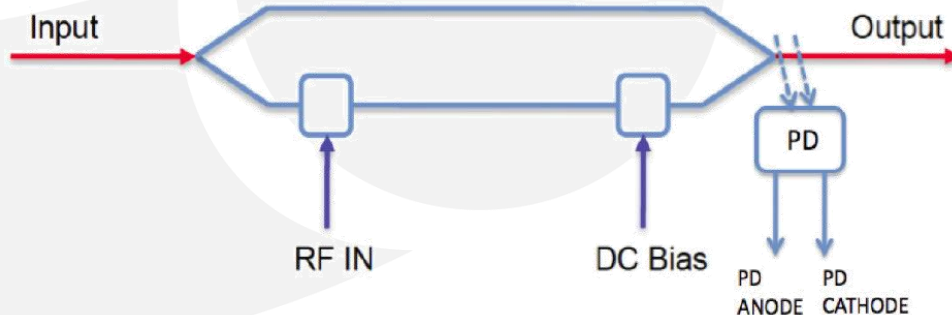 Input
Output
PD
RF IN
DC Bias
PD
ANODE
PD
CATHODE